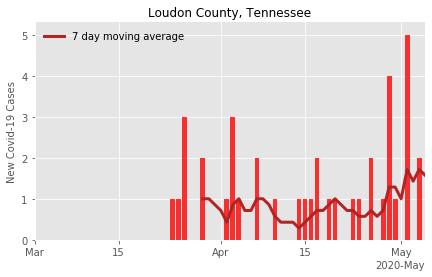 Loudon County, Tennessee
7 day moving average
New Covid-19 Cases
5
4
3
2
1
0
Mar
15
Apr
15
May
2020-May